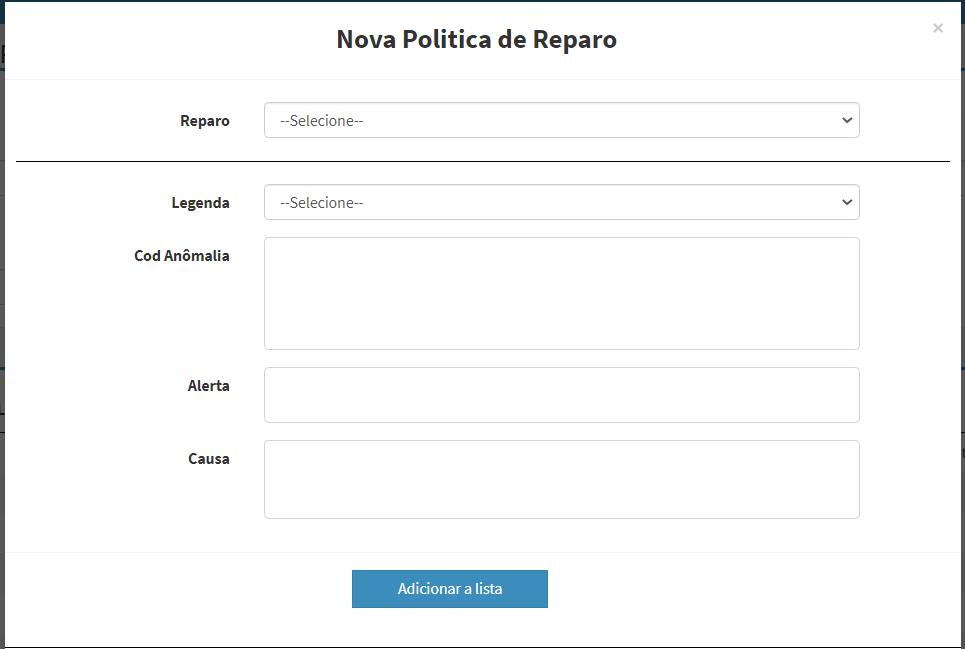 Nova Politica de Reparo
×
Reparo
--Selecione--
Legenda
--Selecione--
Cod Anômalia
Alerta
Causa
Adicionar a lista